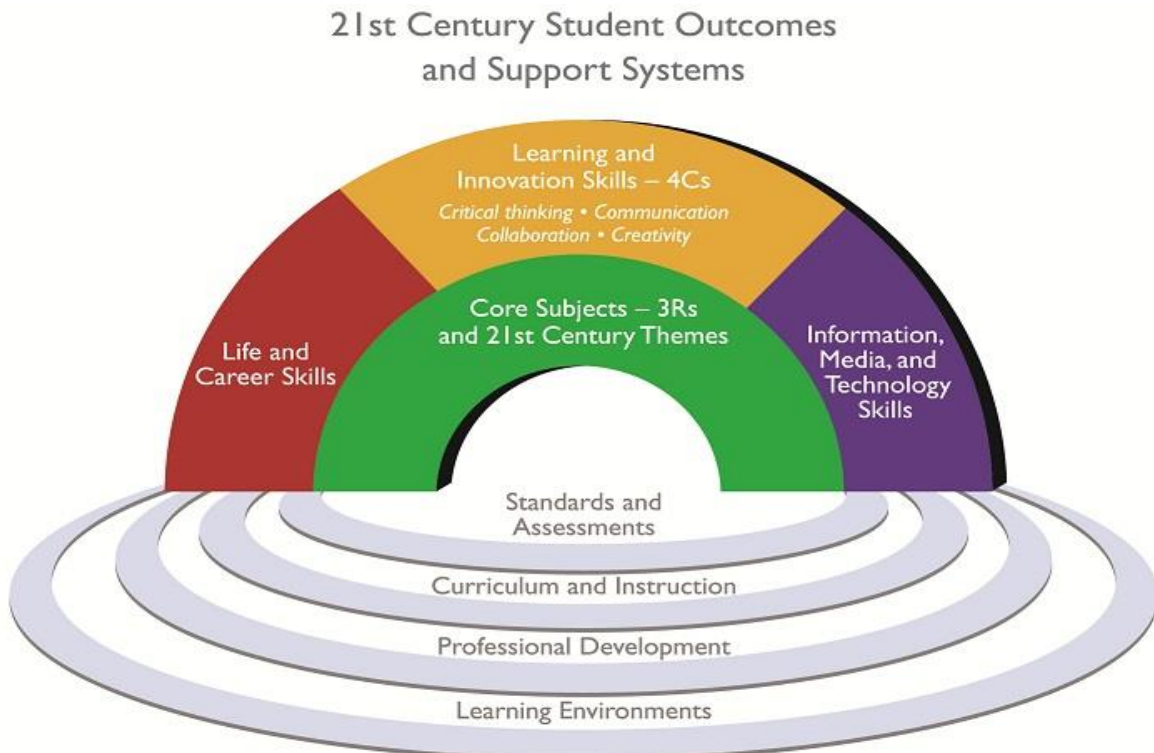 21st Century Student Outcomes
and Support Systems
Learning and
Innovation Skills – 4Cs
Critical thinking • Communication
Collaboration • Creativity
Core Subjects – 3Rs
and 21st Century Themes
Life and
Career Skills
Information,
Media, and
Technology
Skills
Standards and
Assessments
Curriculum and Instruction
Professional Development
Learning Environments